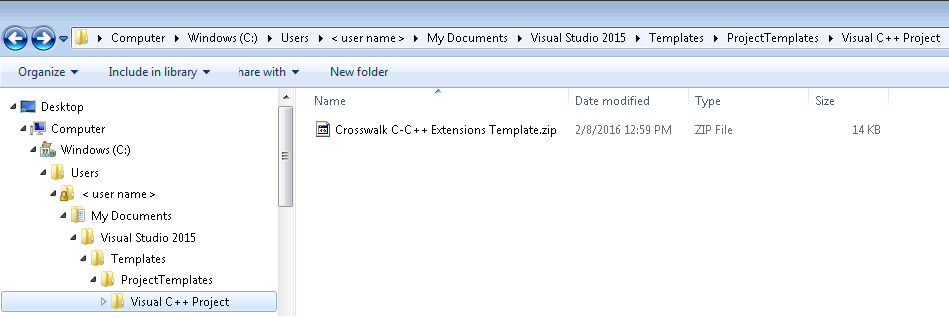 Computer Windows (C:) Users < user name > My Documents Visual Studio 2015 Templates ProjectTemplates Visual C++ Project
Organize Include in library hare with New folder
Name Date modified Type Size
Crosswalk C-C++ Extensions Template.zip 2/8/2016 12:59 PM ZIP File 14 KB
Desktop
Computer
Windows (C:)
Users
< user name >
My Documents
Visual Studio 2015
Templates
ProjectTemplates
Visual C++ Project